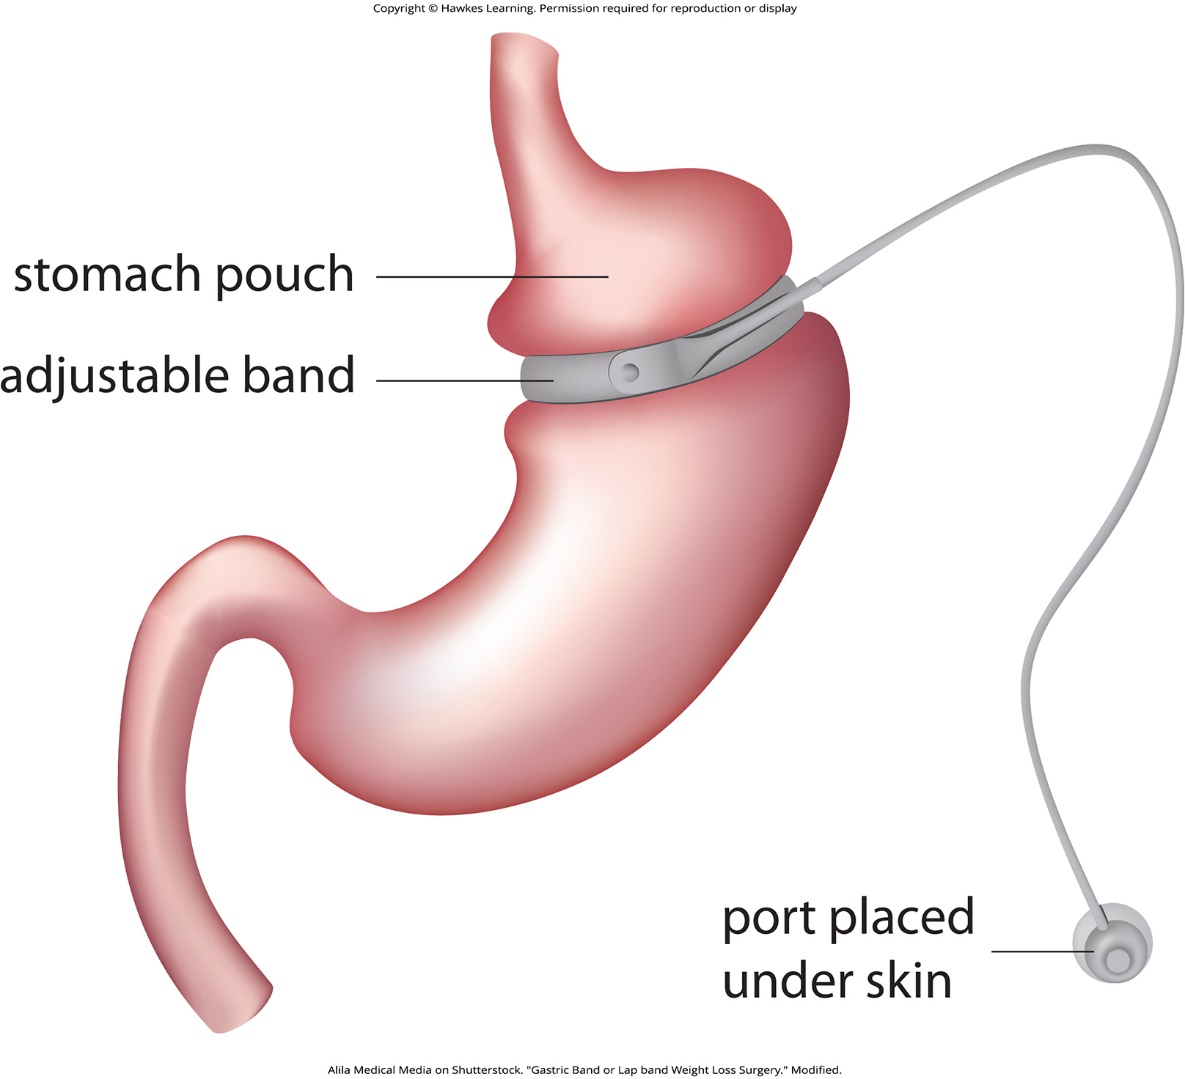 Copyright © Hawkes Learning. Permission required for reproduction or display
stomach pouch
adjustable band
port placed
under skin
Alila Medical Media on Shutterstock. "Gastric Band or Lap band Weight Loss Surgery." Modified.